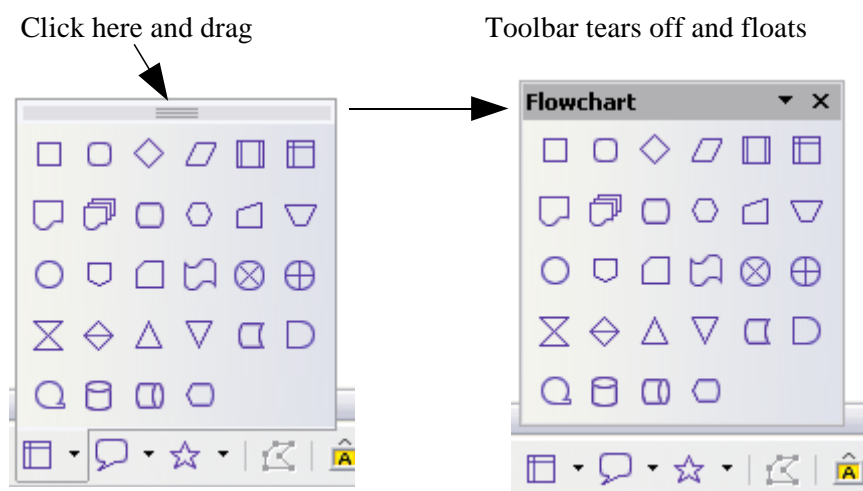 Click here and drag
Toolbar tears off and floats
Flowchart
A
A